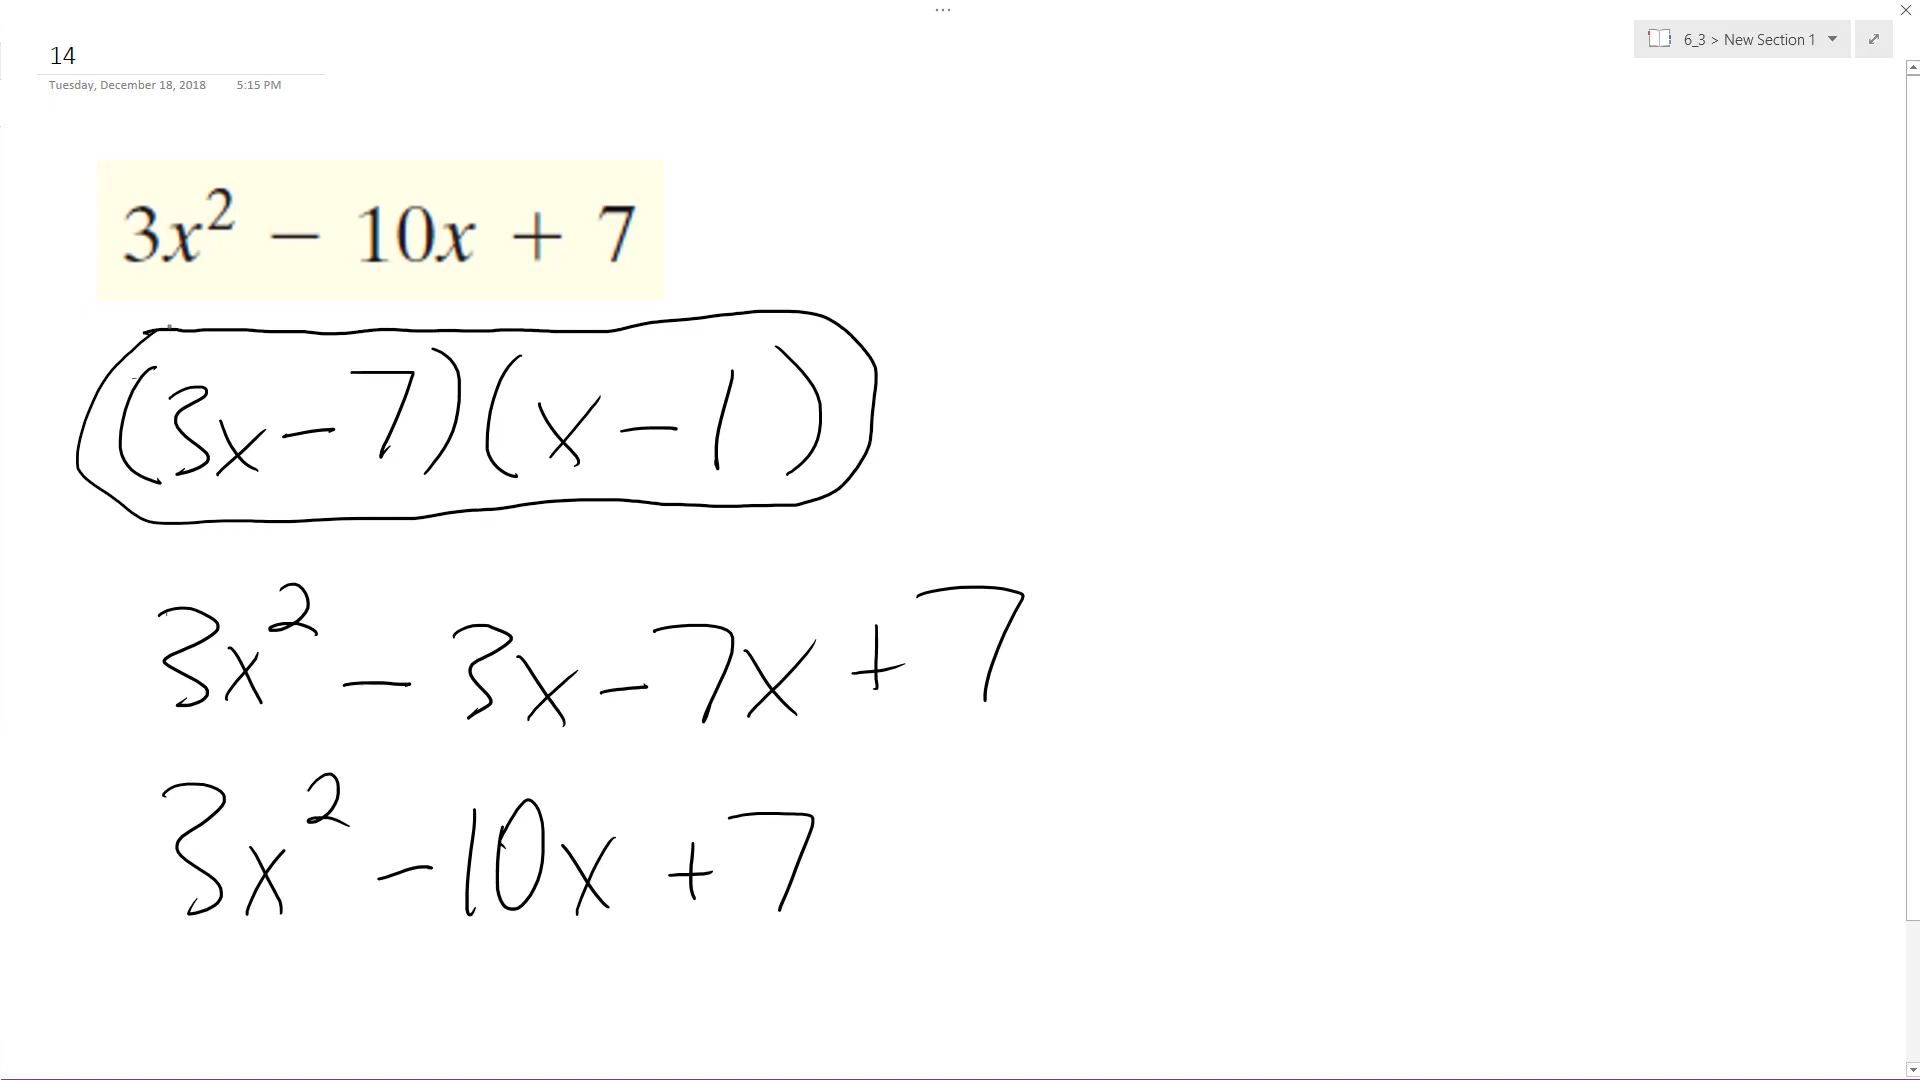 ...
6_3 > New Section 1
14
Tuesday, December 18, 2018 5:15 PM
3x² − 10x + 7
(3x − 7)(x − 1)
3x² − 3x − 7x + 7
3x² − 10x + 7